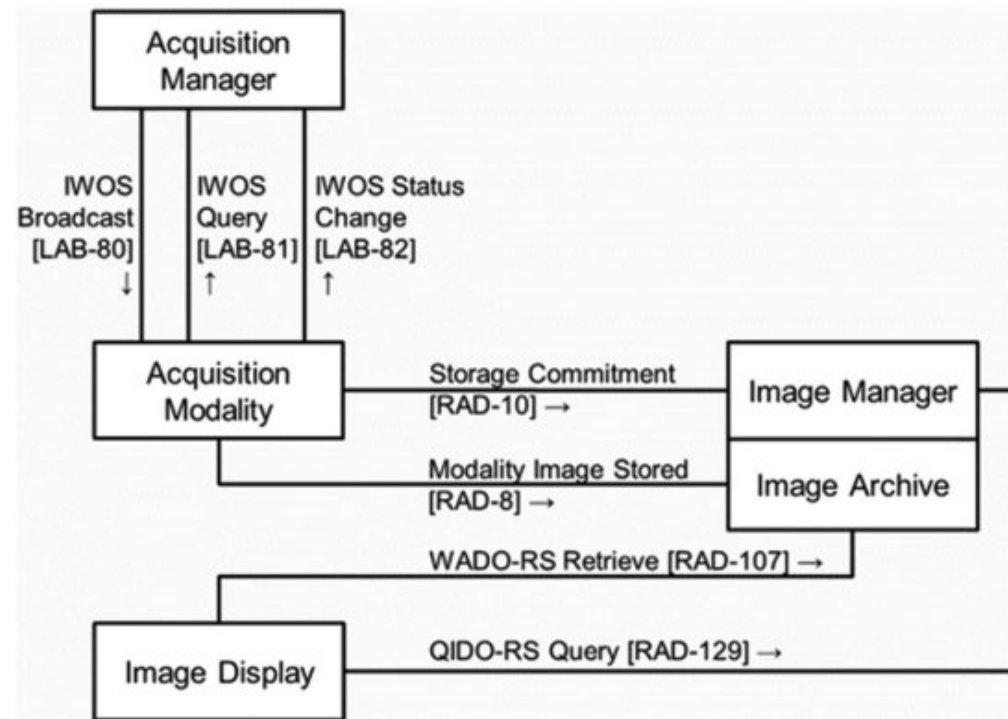 Acquisition
Manager
IWOS
Broadcast
[LAB-80]
↓
IWOS
Query
[LAB-81]
↑
IWOS Status
Change
[LAB-82]
↑
Acquisition
Modality
Storage Commitment
[RAD-10] →
Image Manager
Modality Image Stored
[RAD-8] →
Image Archive
WADO-RS Retrieve [RAD-107] →
Image Display
QIDO-RS Query [RAD-129] →